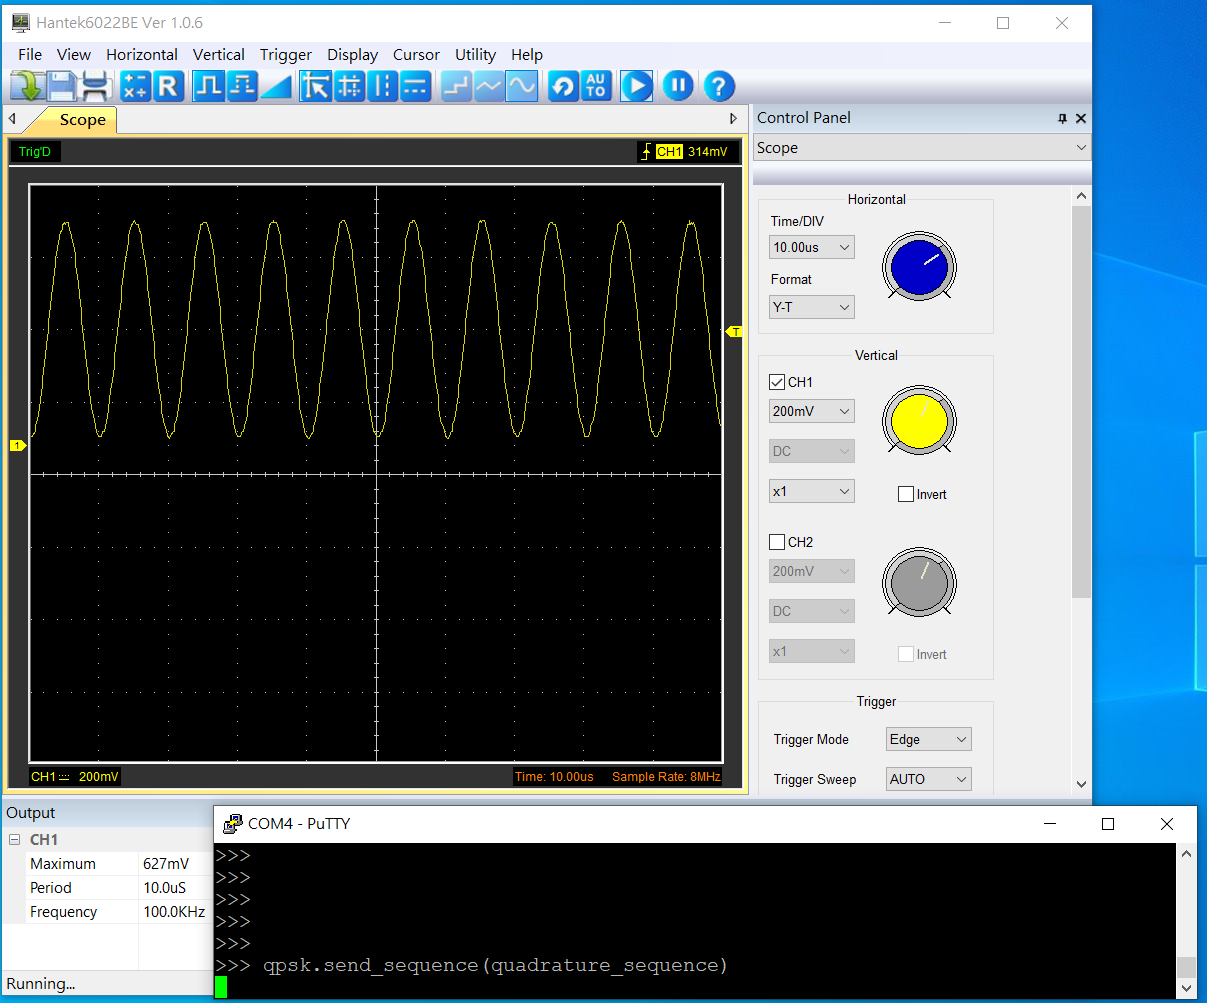 Hantek6022BE Ver 1.0.6
File View Horizontal Vertical Trigger Display Cursor Utility Help
R AU TO ?
Scope
Trig'D
CH1 314mV
T
1
CH1 200mV
Time: 10.00us Sample Rate: 8MHz
Control Panel
Scope
Horizontal
Time/DIV
10.00us
Format
Y-T
Vertical
CH1
200mV
DC
x1
Invert
CH2
200mV
DC
x1
Invert
Trigger
Trigger Mode Edge
Trigger Sweep AUTO
Output
CH1
Maximum 627mV
Period 10.0uS
Frequency 100.0KHz
Running...
COM4 - PuTTY
>>>
>>>
>>>
>>>
>>>
>>> qpsk.send_sequence(quadrature_sequence)